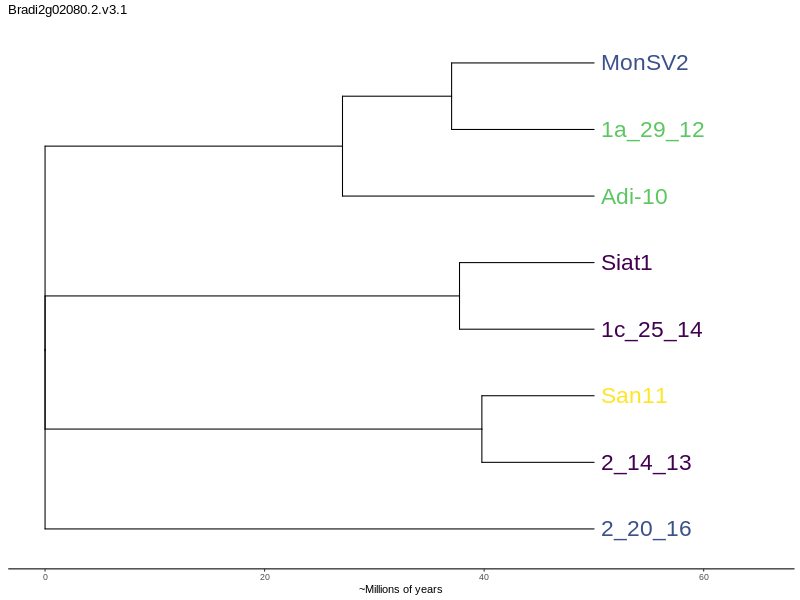 Bradi2g02080.2.v3.1
MonSV2
1a_29_12
Adi-10
Siat1
1c_25_14
San11
2_14_13
2_20_16
0 20 40 60
~Millions of years